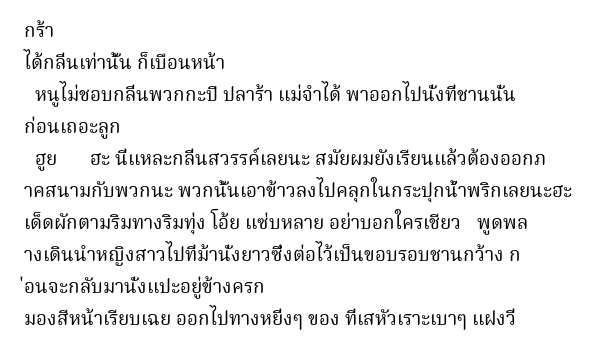 กร้า
ได้กลิ่นเท่านั้น ก็เบือนหน้า
หนูไม่ชอบกลิ่นพวกกะปิ ปลาร้า แม่จำได้ พาออกไปนั่งที่ชานนั่น
ก่อนเถอะลูก
ฮูย ฮะ นี่แหละกลิ่นสวรรค์เลยนะ สมัยผมยังเรียนแล้วต้องออกภ
าคสนามกับพวกนะ พวกนั้นเอาข้าวลงไปคลุกในกระปุกน้ำพริกเลยนะฮะ
เด็ดผักตามริมทางริมทุ่ง โอ้ย แซ่บหลาย อย่าบอกใครเชียว พูดพล
างเดินนำหญิงสาวไปที่ม้านั่งยาวซึ่งต่อไว้เป็นขอบรอบชานกว้าง ก
่อนจะกลับมานั่งแปะอยู่ข้างครก
มองสีหน้าเรียบเฉย ออกไปทางหยิ่งๆ ของ ที่เสหัวเราะเบาๆ แฝงวี่